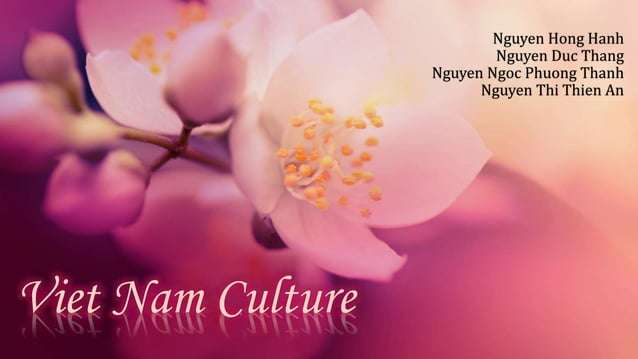 Nguyen Hong Hanh
Nguyen Duc Thang
Nguyen Ngoc Phuong Thanh
Nguyen Thi Thien An
Viet Nam Culture